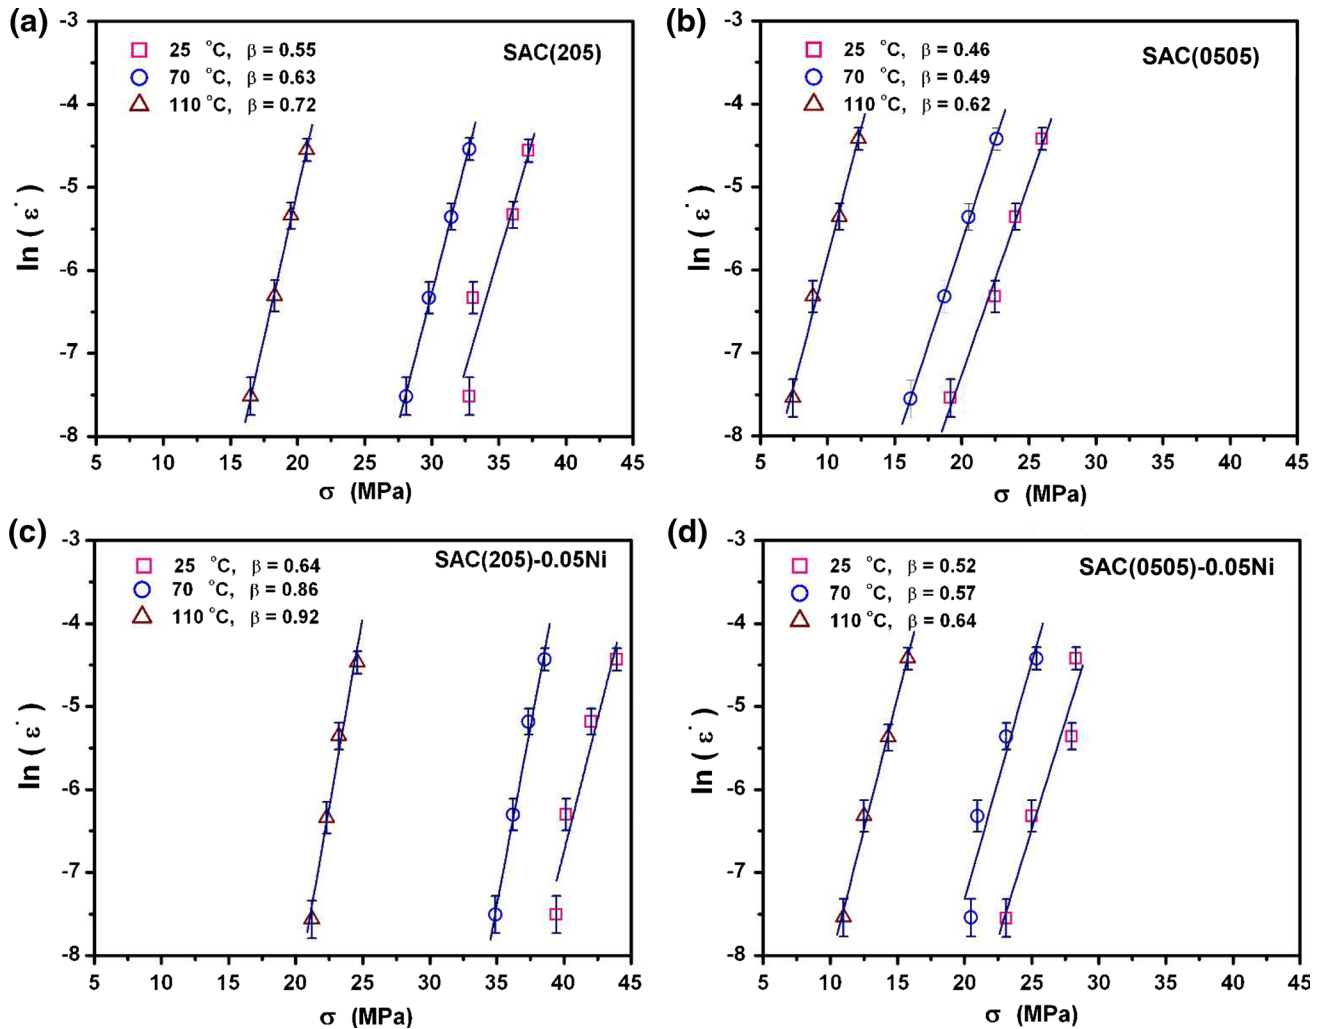 (a)
SAC(205)
25 °C, β = 0.55
70 °C, β = 0.63
110 °C, β = 0.72
ln ( ε˙ )
-3
-4
-5
-6
-7
-8
5 10 15 20 25 30 35 40 45
σ (MPa)
(b)
SAC(0505)
25 °C, β = 0.46
70 °C, β = 0.49
110 °C, β = 0.62
ln ( ε˙ )
-3
-4
-5
-6
-7
-8
5 10 15 20 25 30 35 40 45
σ (MPa)
(c)
SAC(205)-0.05Ni
25 °C, β = 0.64
70 °C, β = 0.86
110 °C, β = 0.92
ln ( ε˙ )
-3
-4
-5
-6
-7
-8
5 10 15 20 25 30 35 40 45
σ (MPa)
(d)
SAC(0505)-0.05Ni
25 °C, β = 0.52
70 °C, β = 0.57
110 °C, β = 0.64
ln ( ε˙ )
-3
-4
-5
-6
-7
-8
5 10 15 20 25 30 35 40 45
σ (MPa)